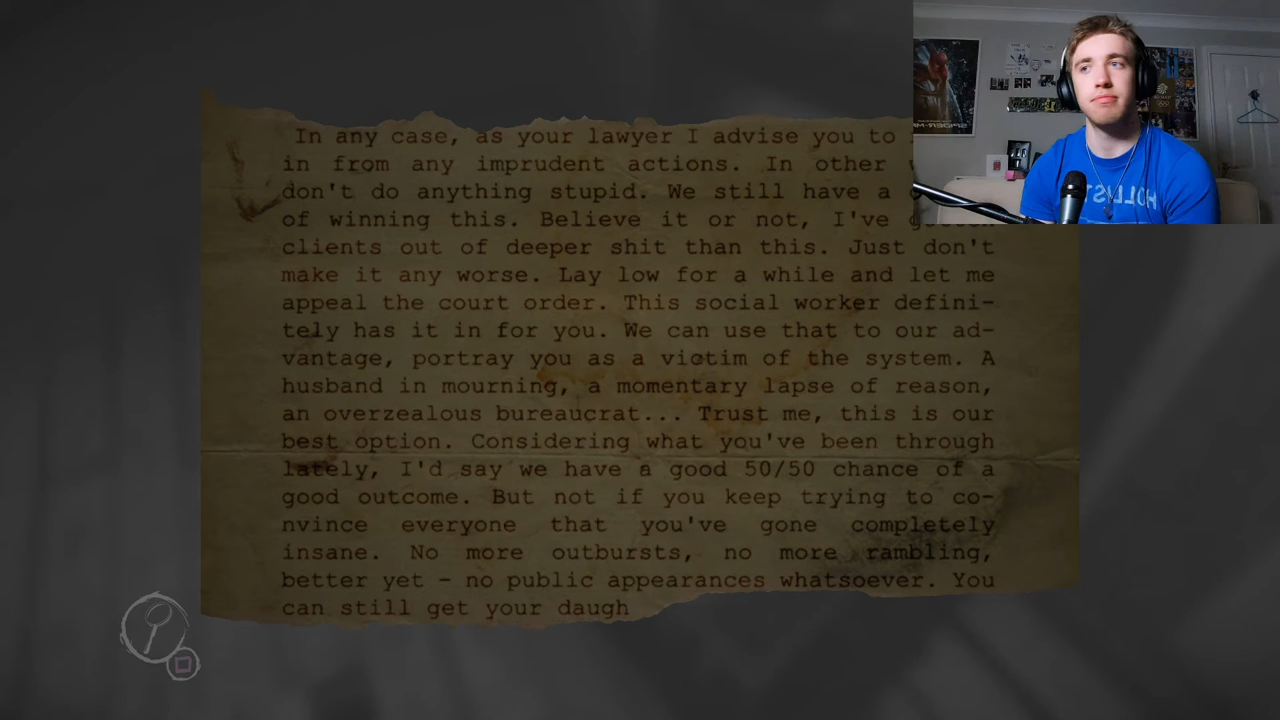 In any case, as your lawyer I advise you to
in from any imprudent actions. In other
don't do anything stupid. We still have a
of winning this. Believe it or not, I've
clients out of deeper shit than this. Just don't
make it any worse. Lay low for a while and let me
appeal the court order. This social worker defini-
tely has it in for you. We can use that to our ad-
vantage, portray you as a victim of the system. A
husband in mourning, a momentary lapse of reason,
an overzealous bureaucrat... Trust me, this is our
best option. Considering what you've been through
lately, I'd say we have a good 50/50 chance of a
good outcome. But not if you keep trying to co-
nvince everyone that you've gone completely
insane. No more outbursts, no more rambling,
better yet – no public appearances whatsoever. You
can still get your daugh